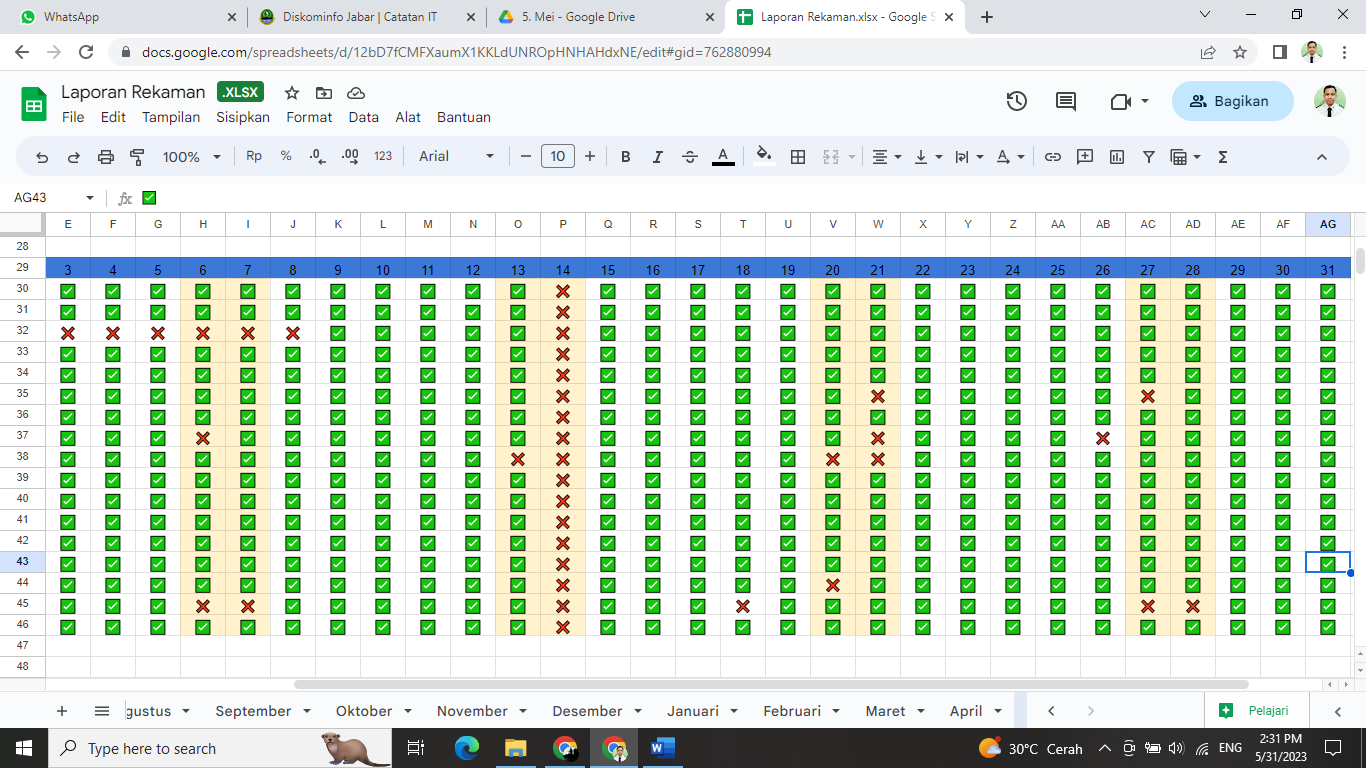 WhatsApp
Diskominfo Jabar | Catatan IT
5. Mei - Google Drive
Laporan Rekaman.xlsx - Google S
docs.google.com/spreadsheets/d/12bD7fCMFXaumX1KKLdUNROpHNHAHdxNE/edit#gid=762880994
Laporan Rekaman .XLSX
File Edit Tampilan Sisipkan Format Data Alat Bantuan
Bagikan
100% Rp % .0 .00 123 Arial 10 B I A
AG43 fx ✅
E F G H I J K L M N O P Q R S T U V W X Y Z AA AB AC AD AE AF AG
28
29 3 4 5 6 7 8 9 10 11 12 13 14 15 16 17 18 19 20 21 22 23 24 25 26 27 28 29 30 31
30
31
32
33
34
35
36
37
38
39
40
41
42
43
44
45
46
47
48
gustus September Oktober November Desember Januari Februari Maret April
Pelajari
Type here to search
30°C Cerah
ENG
2:31 PM
5/31/2023